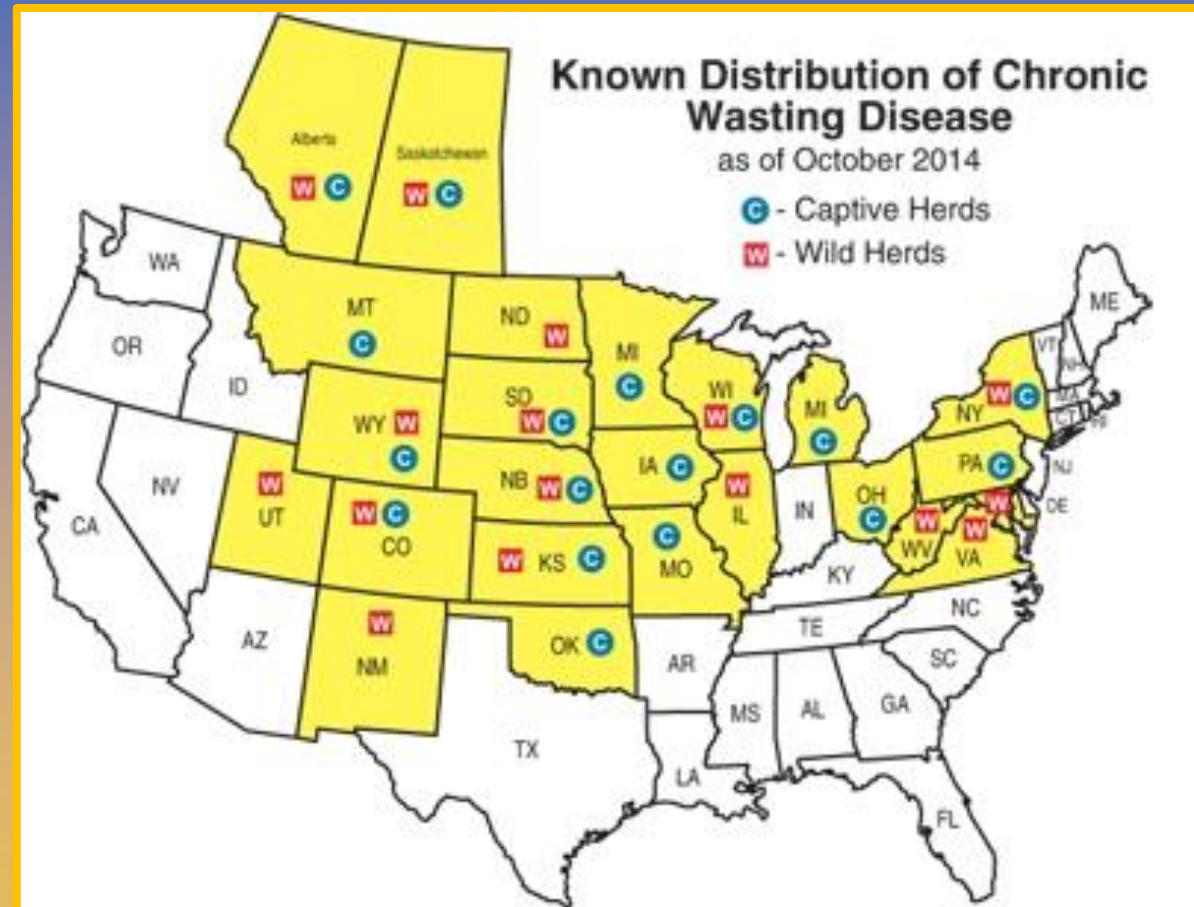 Known Distribution of Chronic
Wasting Disease
as of October 2014
C - Captive Herds
W - Wild Herds
Alberta
W C
Saskatchewan
W C
WA
OR
ID
MT
C
ND
W
MI
C
WI
W C
MI
C
ME
VT
NH
MA
CT
NY
W C
SD
W C
WY
W
C
NV
CA
UT
W
CO
W C
NB
W C
IA
C
IL
W
IN
OH
C
PA
C
NJ
DE
W
WV
W
VA
W
KS
W
C
MO
C
KY
NC
TE
SC
AZ
NM
W
OK
C
AR
MS
AL
GA
TX
LA
FL